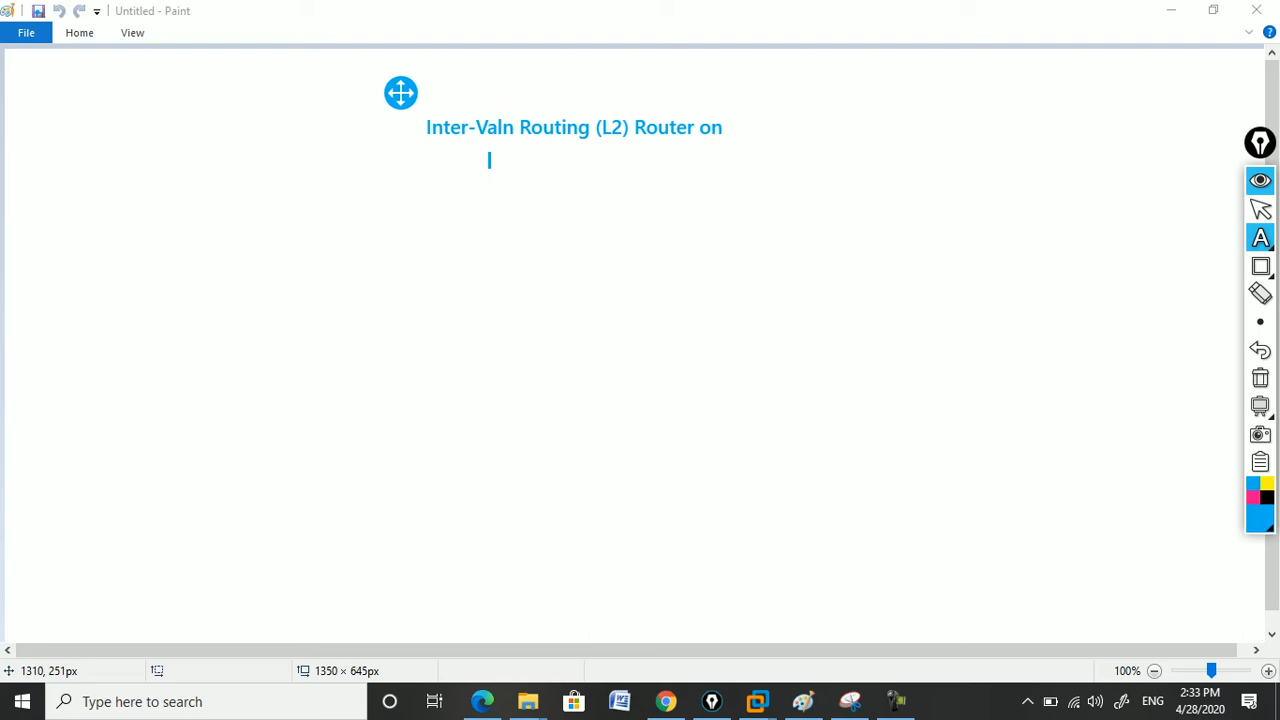 Untitled - Paint
File Home View
Inter-Valn Routing (L2) Router on
A
1310, 251px
1350 × 645px
100%
Type here to search
ENG
2:33 PM
4/28/2020